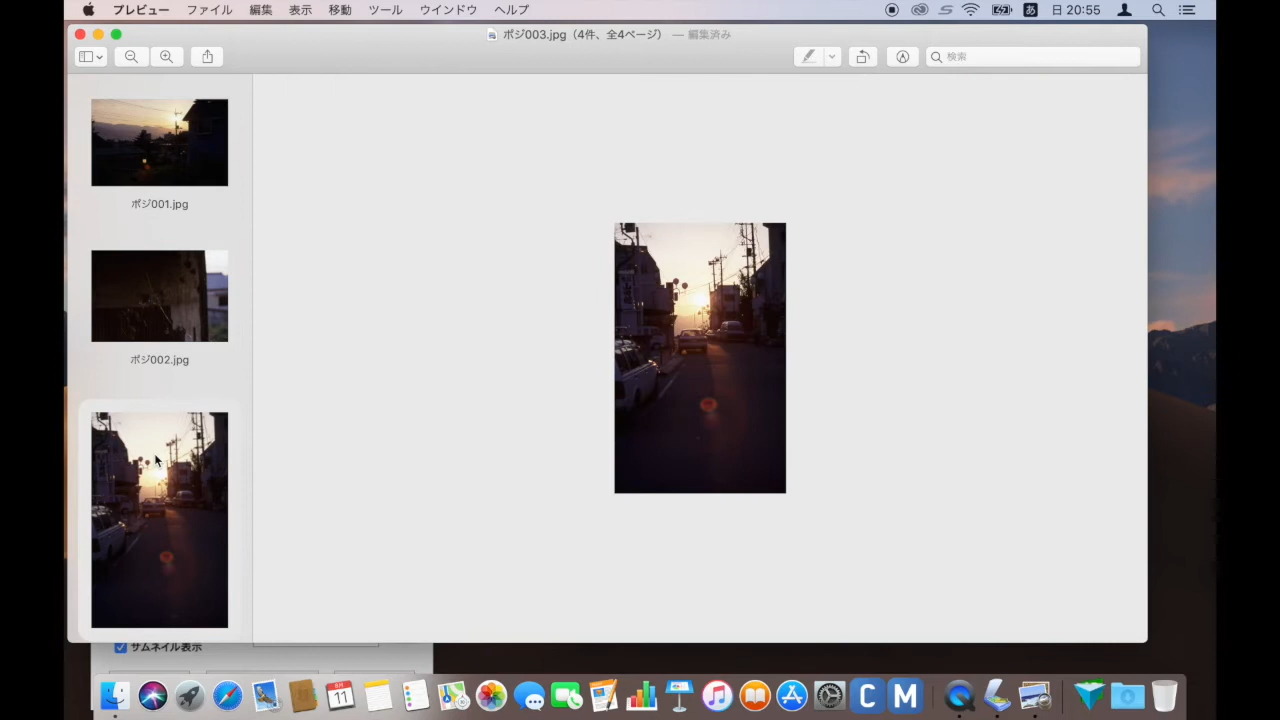 プレビュー ファイル 編集 表示 移動 ツール ウインドウ ヘルプ
あ 日 20:55
ポジ003.jpg（4件、全4ページ） — 編集済み
検索
ポジ001.jpg
ポジ002.jpg
サムネイル表示
11
C M